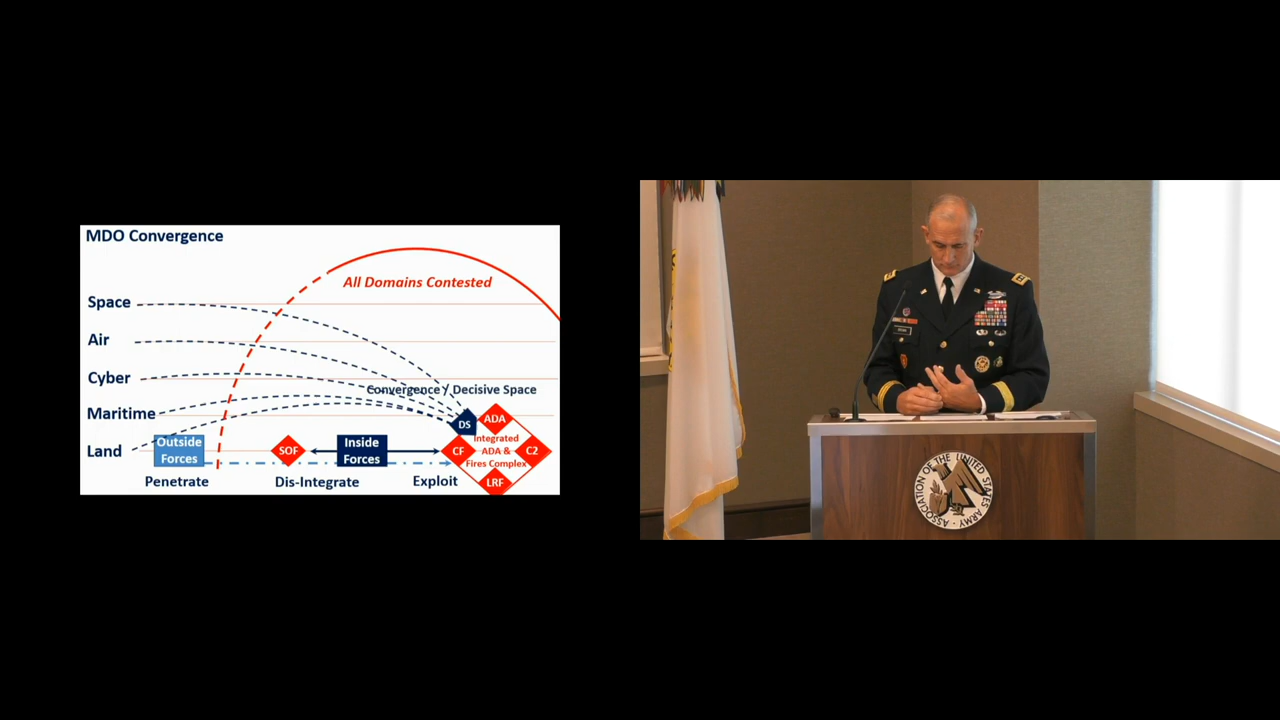 MDO Convergence
All Domains Contested
Space
Air
Cyber
Convergence / Decisive Space
Maritime
DS
ADA
Land
Outside
Forces
SOF
Inside
Forces
CF
Integrated
ADA &
Fires Complex
C2
LRF
Penetrate
Dis-Integrate
Exploit
ASSOCIATION OF THE UNITED STATES ARMY